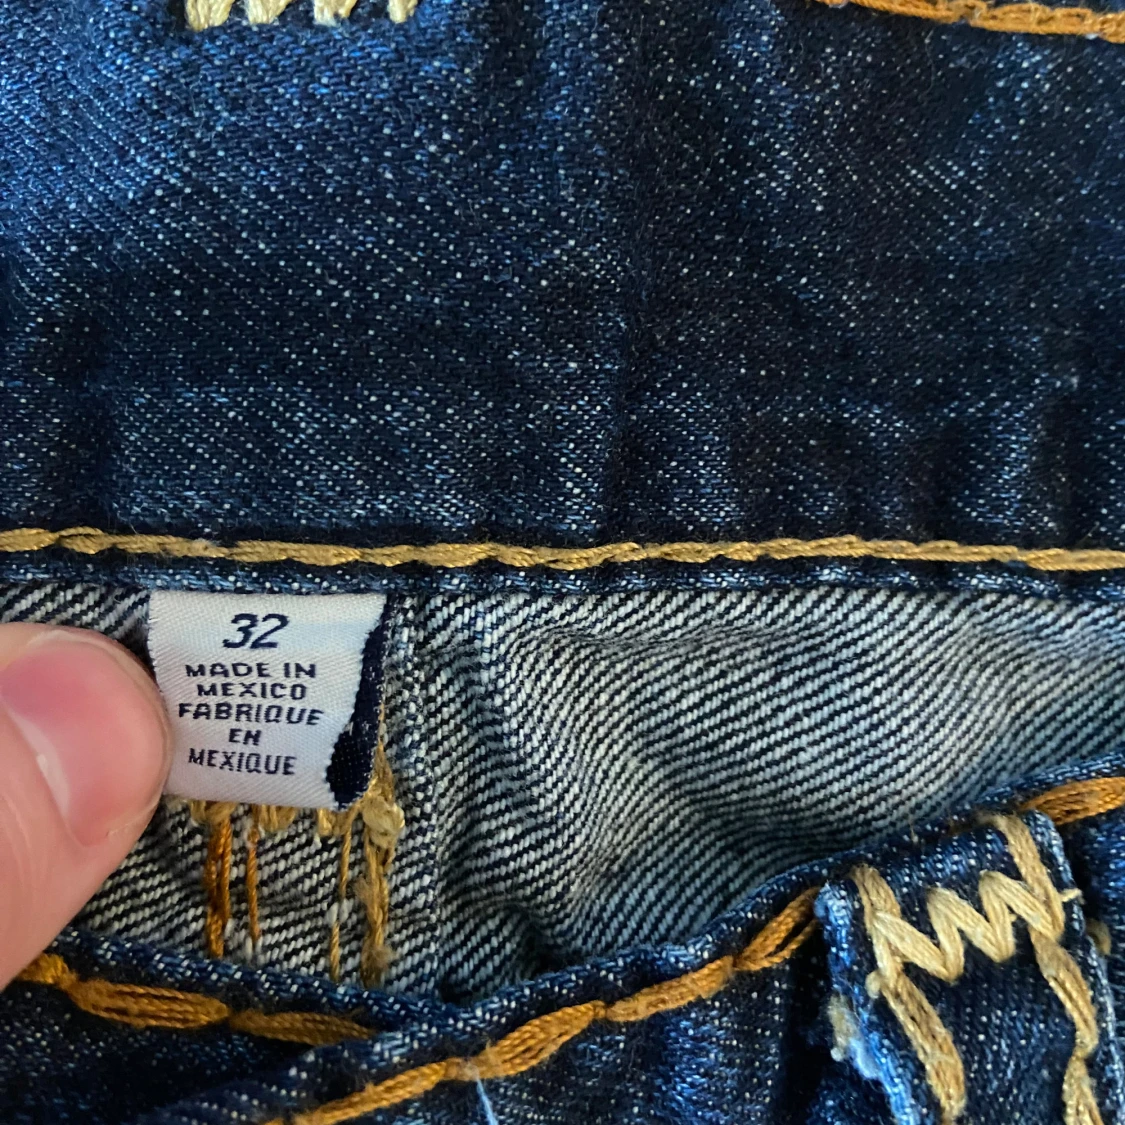 32
MADE IN
MEXICO
FABRIQUE
EN
MEXIQUE